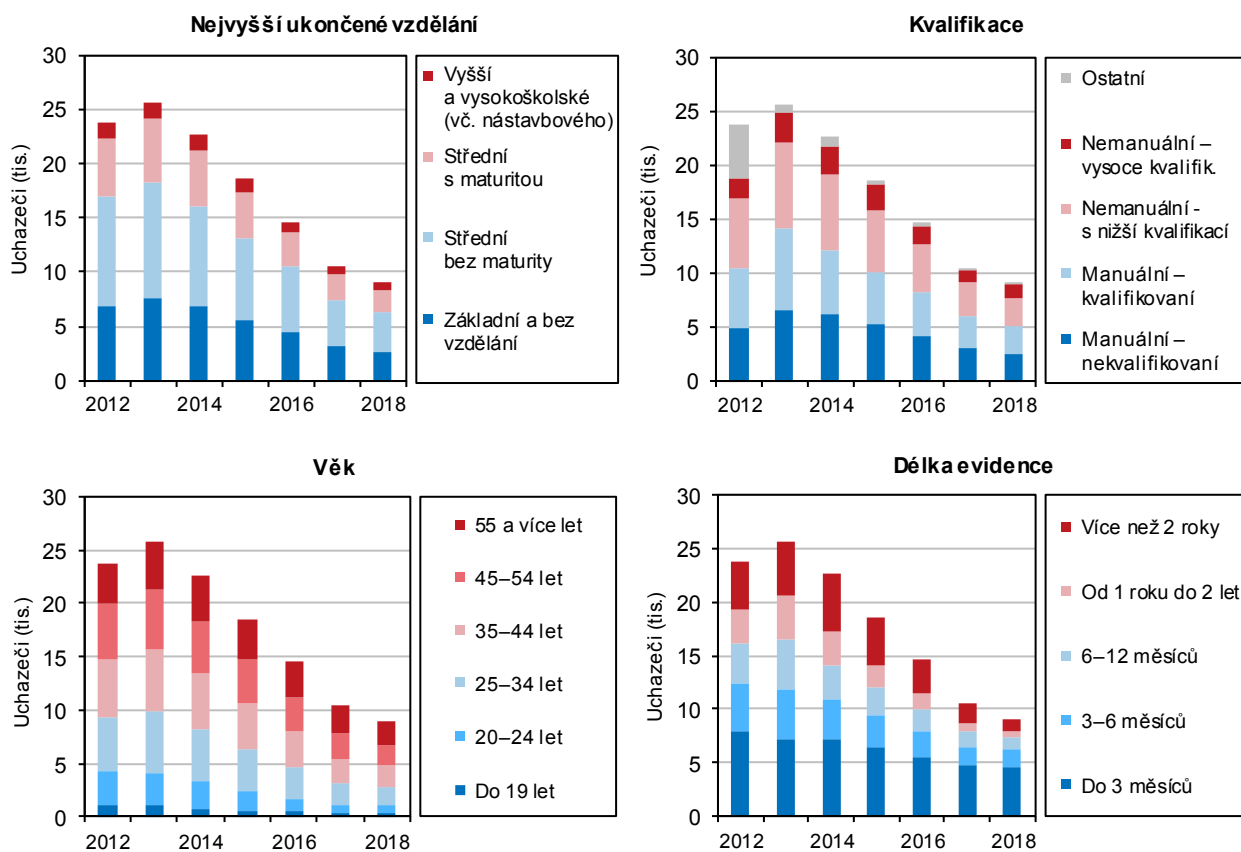 Nejvyšší ukončené vzdělání
Uchazeči (tis.)
30
25
20
15
10
5
0
2012 2014 2016 2018
Vyšší
a vysokoškolské
(vč. nástavbového)
Střední
s maturitou
Střední
bez maturity
Základní a bez
vzdělání
Kvalifikace
Uchazeči (tis.)
30
25
20
15
10
5
0
2012 2014 2016 2018
Ostatní
Nemanuální –
vysoce kvalifik.
Nemanuální -
s nižší kvalifikací
Manuální –
kvalifikovaní
Manuální –
nekvalifikovaní
Věk
Uchazeči (tis.)
30
25
20
15
10
5
0
2012 2014 2016 2018
55 a více let
45–54 let
35–44 let
25–34 let
20–24 let
Do 19 let
Délka evidence
Uchazeči (tis.)
30
25
20
15
10
5
0
2012 2014 2016 2018
Více než 2 roky
Od 1 roku do 2 let
6–12 měsíců
3–6 měsíců
Do 3 měsíců